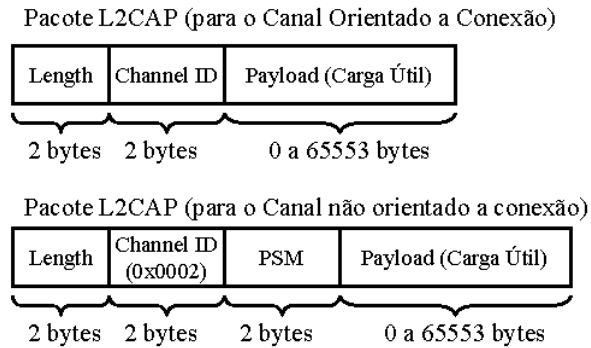 Pacote L2CAP (para o Canal Orientado a Conexão)
Length Channel ID Payload (Carga Útil)
2 bytes 2 bytes 0 a 65553 bytes
Pacote L2CAP (para o Canal não orientado a conexão)
Length Channel ID (0x0002) PSM Payload (Carga Útil)
2 bytes 2 bytes 2 bytes 0 a 65553 bytes